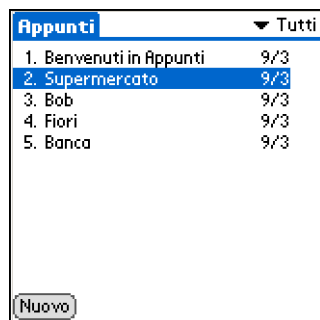 Appunti Tutti
1. Benvenuti in Appunti 9/3
2. Supermercato 9/3
3. Bob 9/3
4. Fiori 9/3
5. Banca 9/3
Nuovo